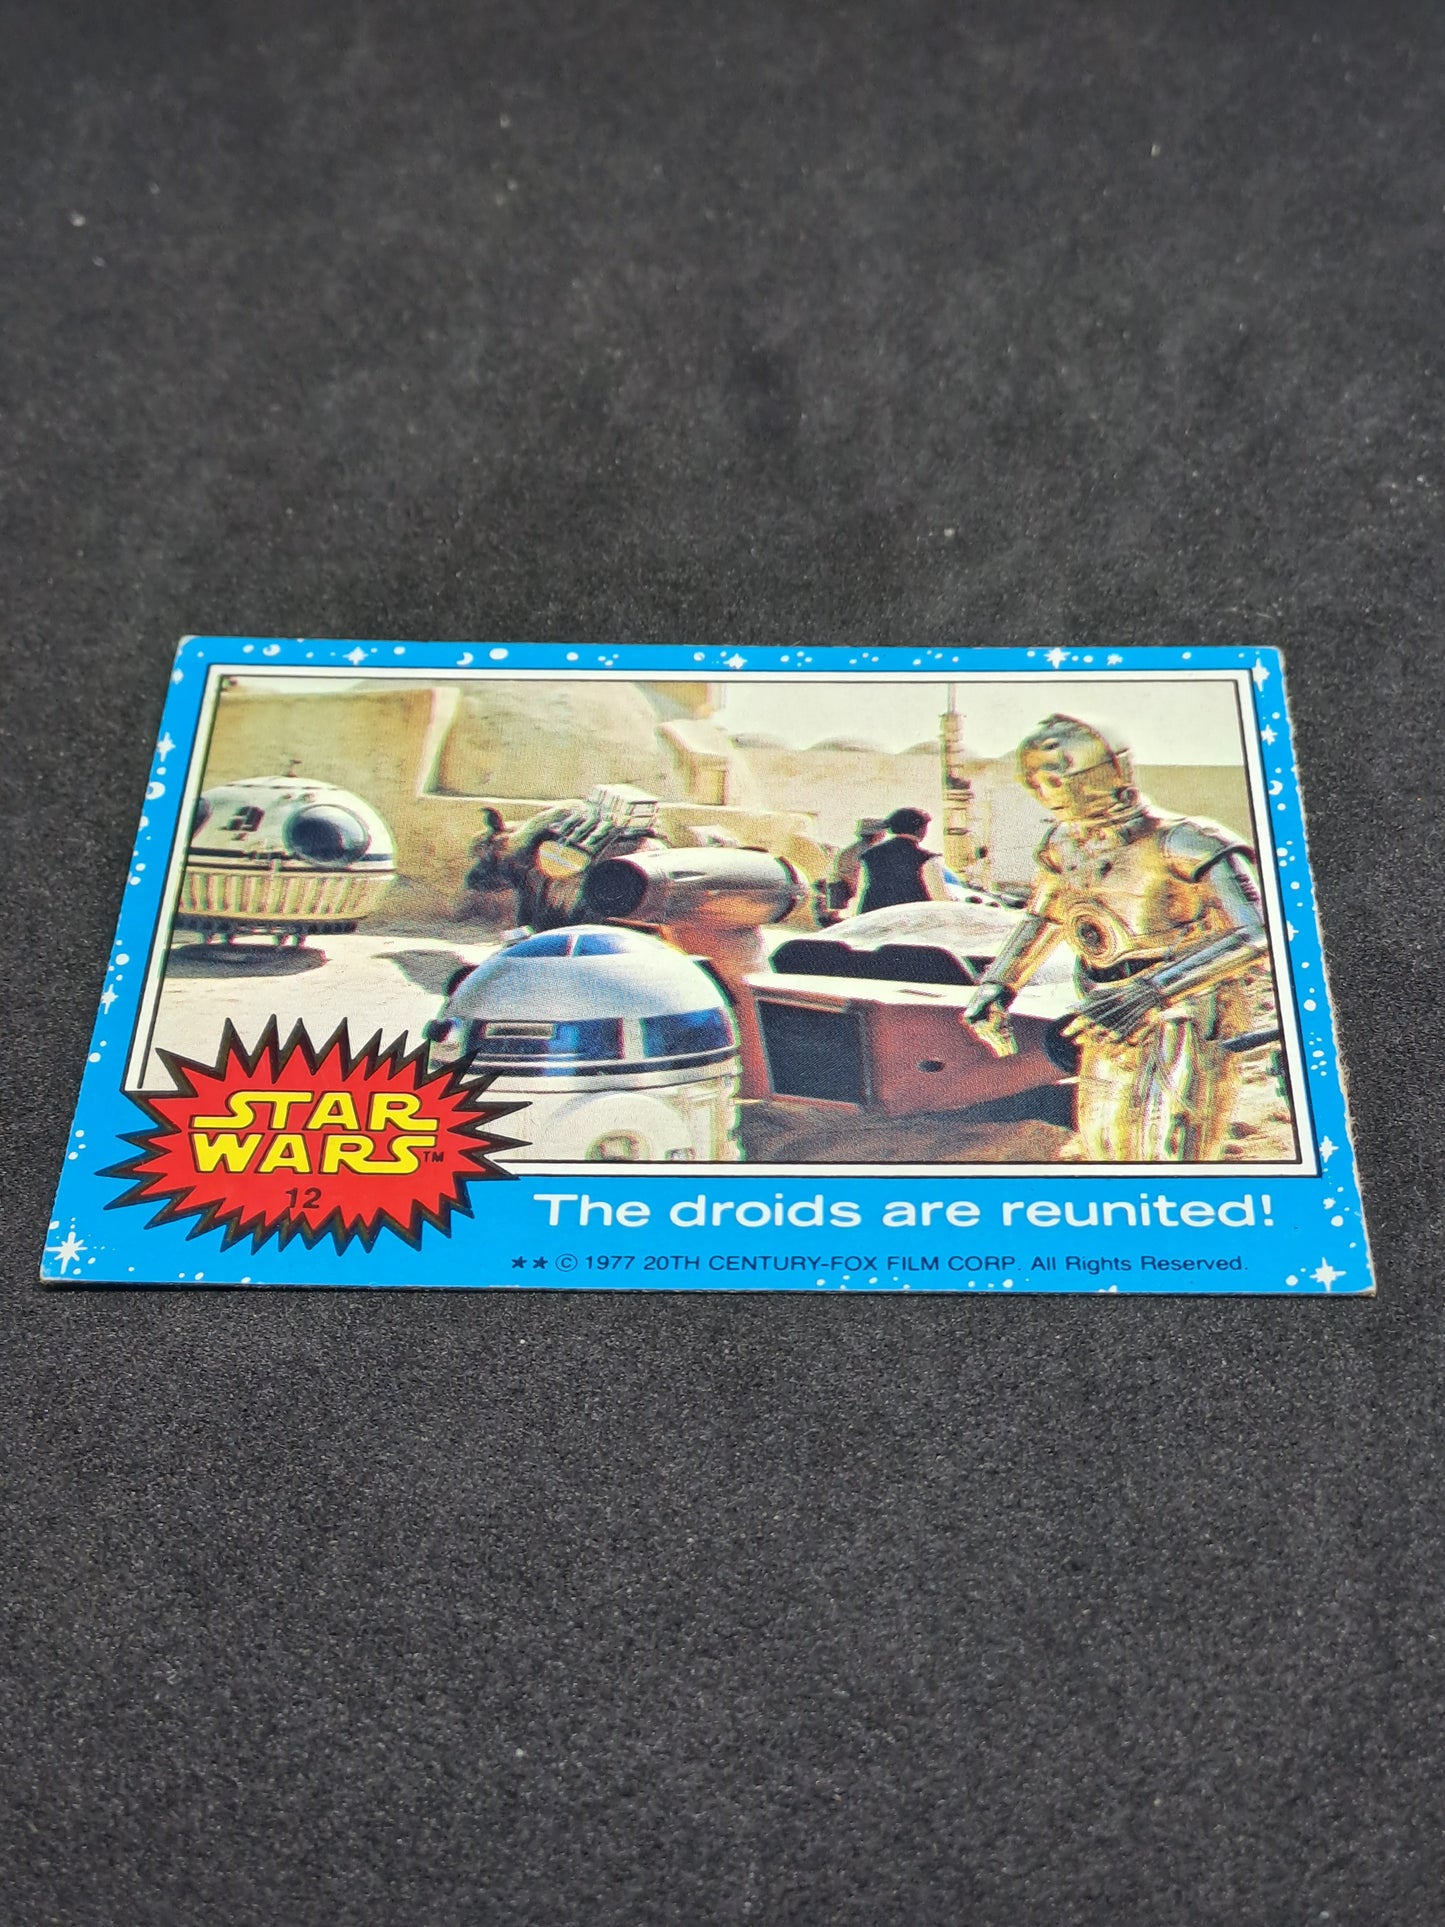 STAR
WARS™
12
The droids are reunited!
★★ © 1977 20TH CENTURY-FOX FILM CORP. All Rights Reserved.